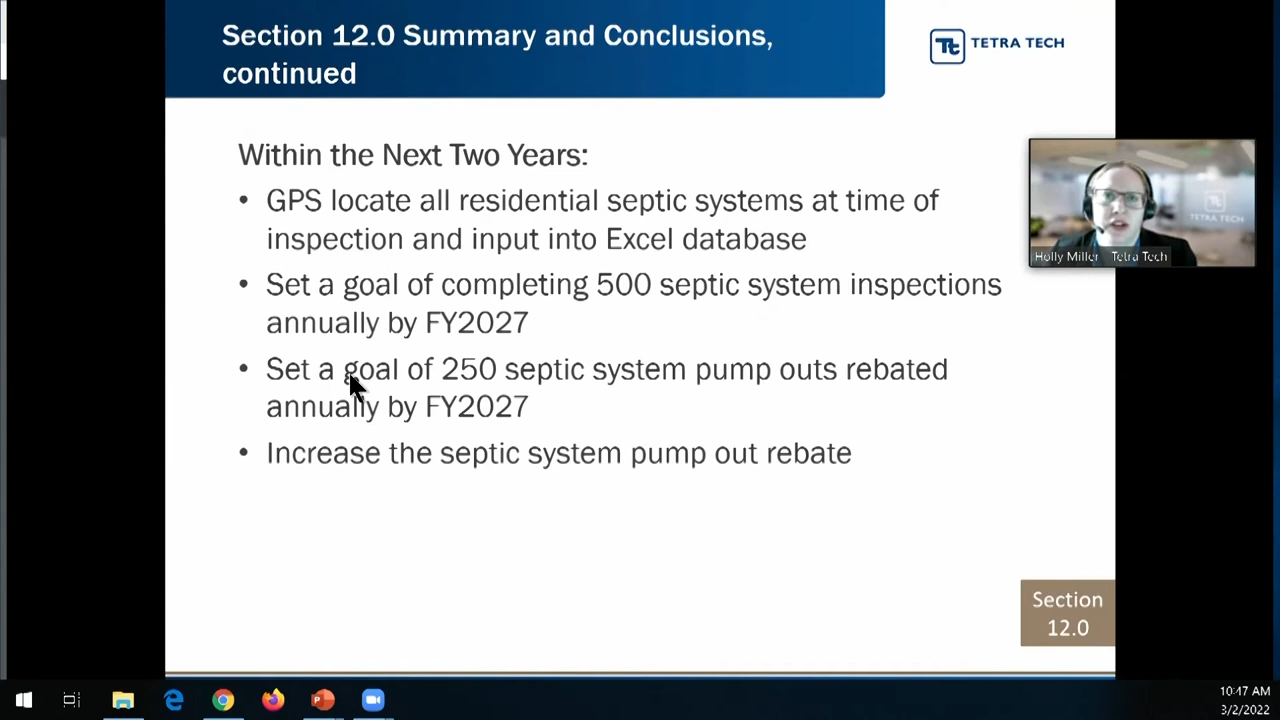 Section 12.0 Summary and Conclusions,
continued
Tt TETRA TECH
Within the Next Two Years:
• GPS locate all residential septic systems at time of
inspection and input into Excel database
• Set a goal of completing 500 septic system inspections
annually by FY2027
• Set a goal of 250 septic system pump outs rebated
annually by FY2027
• Increase the septic system pump out rebate
TETRA TECH
Holly Miller Tetra Tech
Section
12.0
10:47 AM
3/2/2022